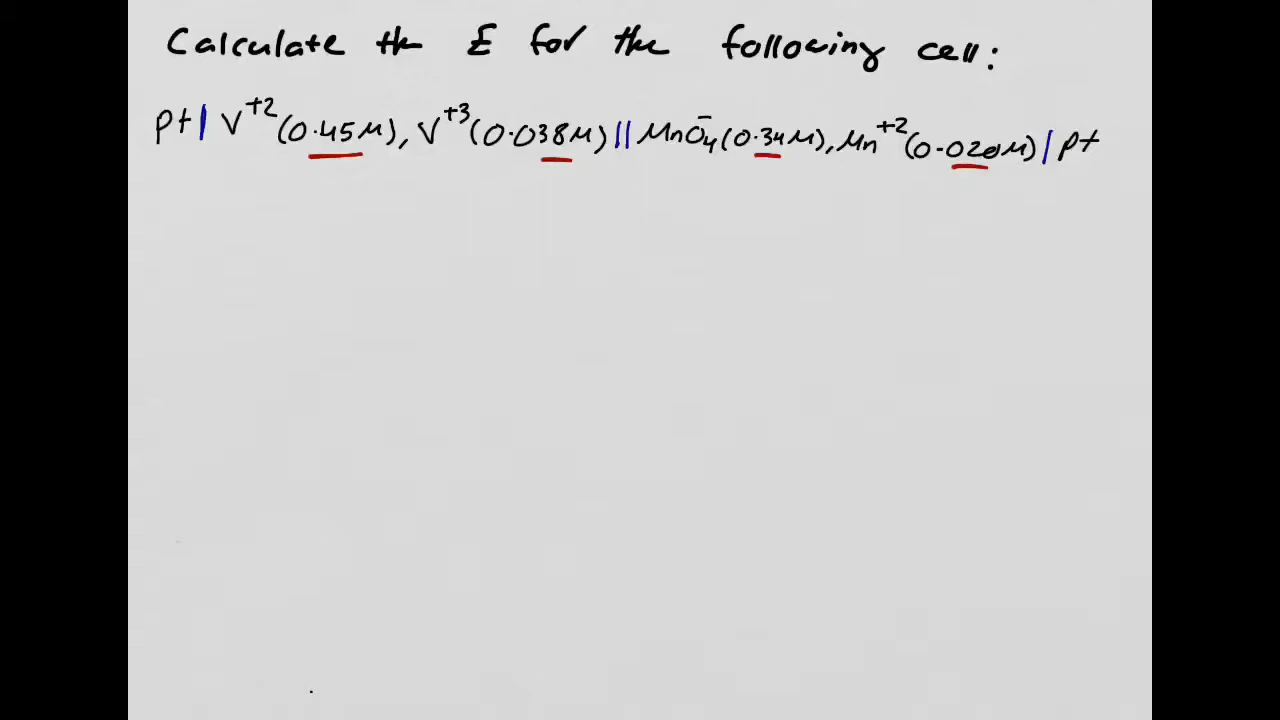 Calculate the E for the following cell:
Pt | V⁺² (0.45M), V⁺³ (0.038M) || MnO₄⁻ (0.34M), Mn⁺² (0.020M) | Pt